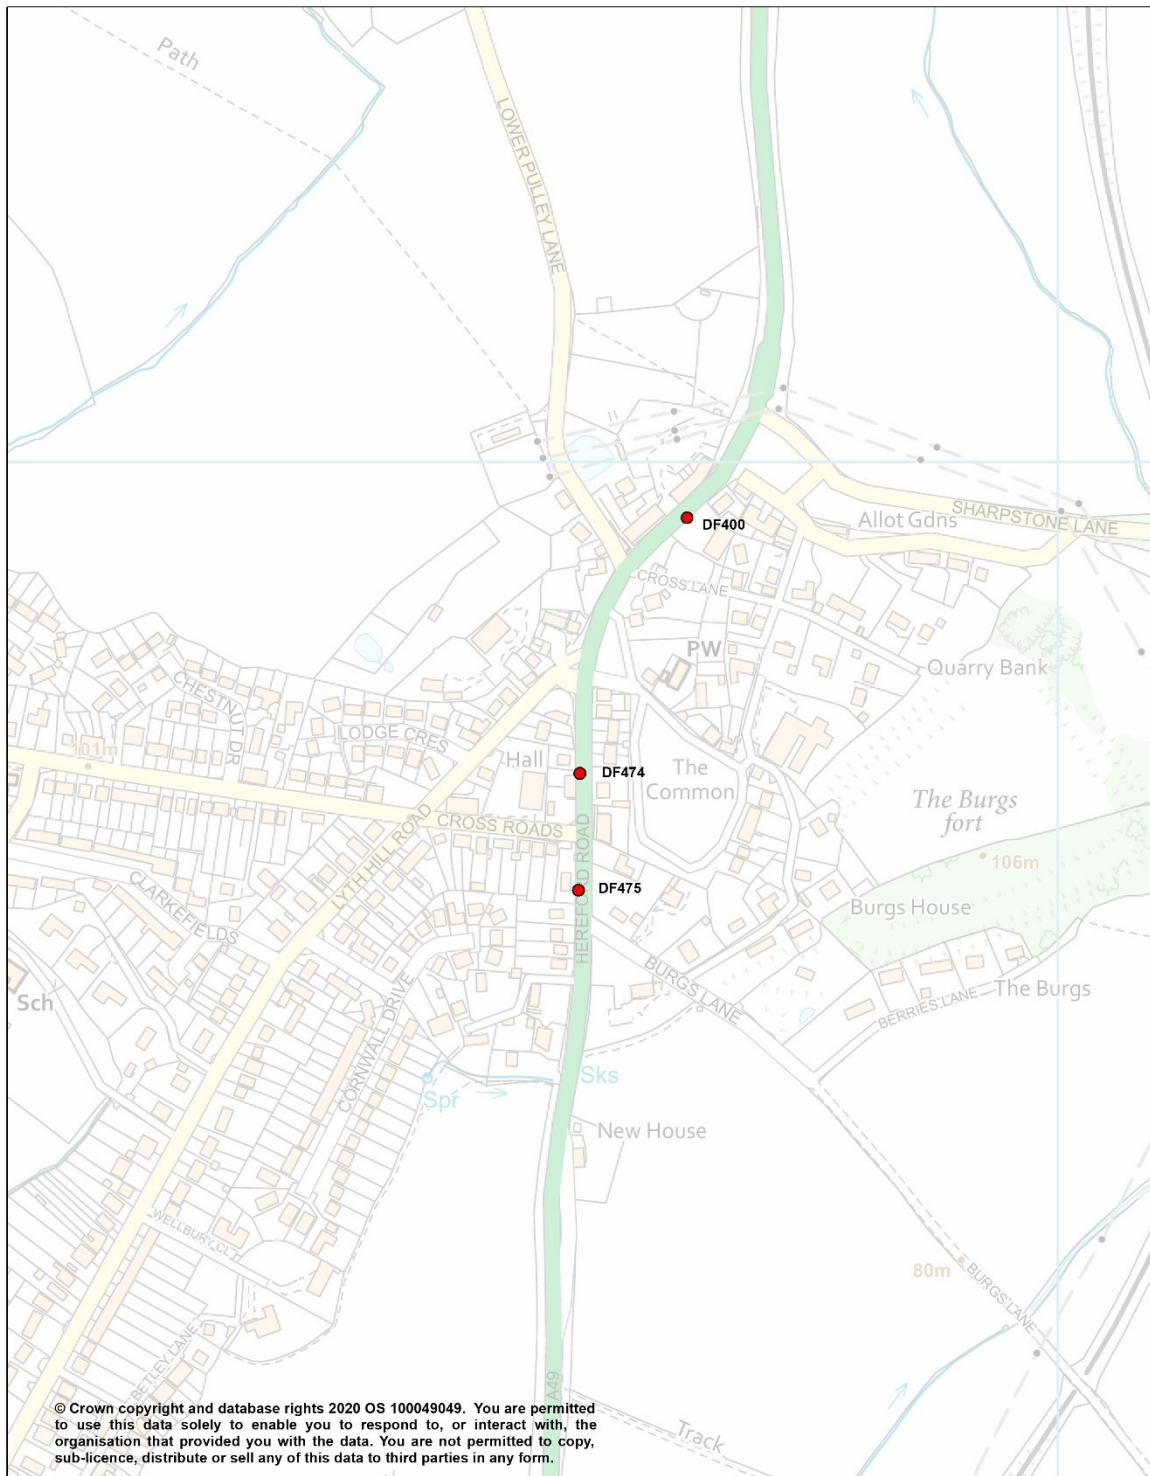 Path
LOWER PULLEY LANE
SHARPSTONE LANE
Allot Gdns
DF400
CROSS LANE
PW
Quarry Bank
CHESTNUT DR
LODGE CRES
101m
Hall
DF474
The
Common
The Burgs
fort
CROSS ROADS
LYTH HILL ROAD
HEREFORD ROAD
106m
CLARKEFIELDS
DF475
Burgs House
BURGS LANE
The Burgs
BERRIES LANE
Sch
CORNWALL DRIVE
Sks
Spr
New House
WELLBURY CL
80m
BURGS LANE
BETLEY LANE
A49
Track
© Crown copyright and database rights 2020 OS 100049049. You are permitted
to use this data solely to enable you to respond to, or interact with, the
organisation that provided you with the data. You are not permitted to copy,
sub-licence, distribute or sell any of this data to third parties in any form.